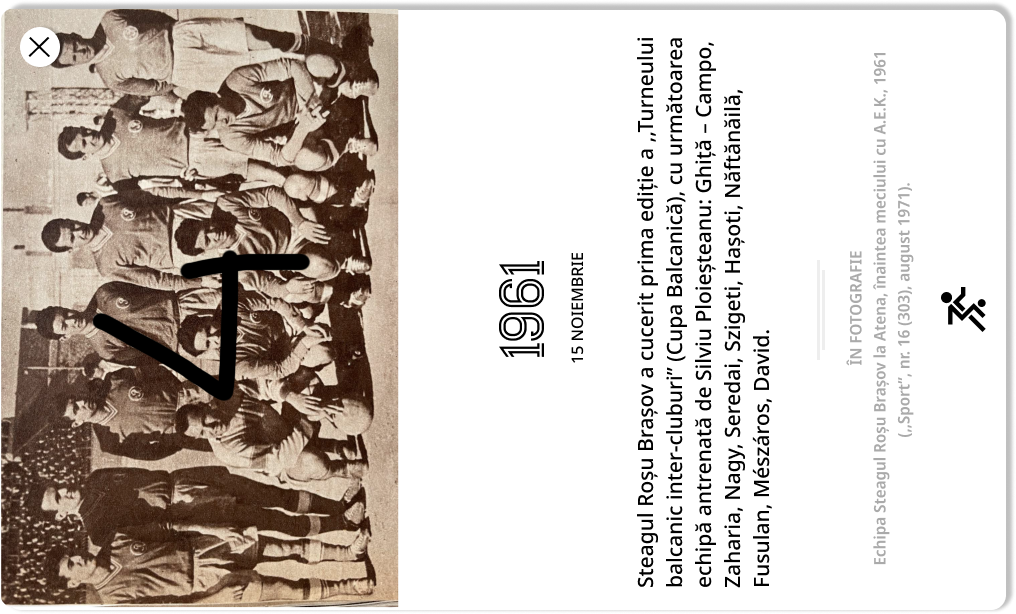 4
1961
15 NOIEMBRIE
Steagul Roșu Brașov a cucerit prima ediție a ,,Turneului
balcanic inter-cluburi” (Cupa Balcanică), cu următoarea
echipă antrenată de Silviu Ploieșteanu: Ghiță – Campo,
Zaharia, Nagy, Seredai, Szigeti, Hașoti, Năftănăilă,
Fusulan, Mészáros, David.
ÎN FOTOGRAFIE
Echipa Steagul Roșu Brașov la Atena, înaintea meciului cu A.E.K., 1961
(,,Sport”, nr. 16 (303), august 1971).